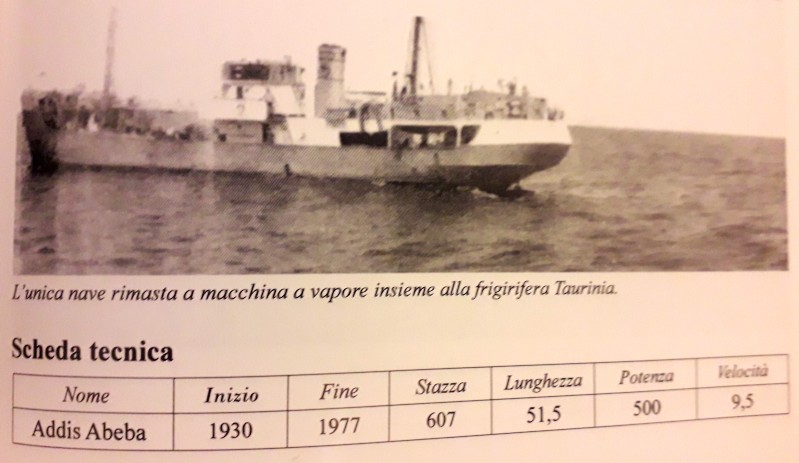 L'unica nave rimasta a macchina a vapore insieme alla frigirifera Taurinia.
Scheda tecnica
Nome Inizio Fine Stazza Lunghezza Potenza Velocità
Addis Abeba 1930 1977 607 51,5 500 9,5